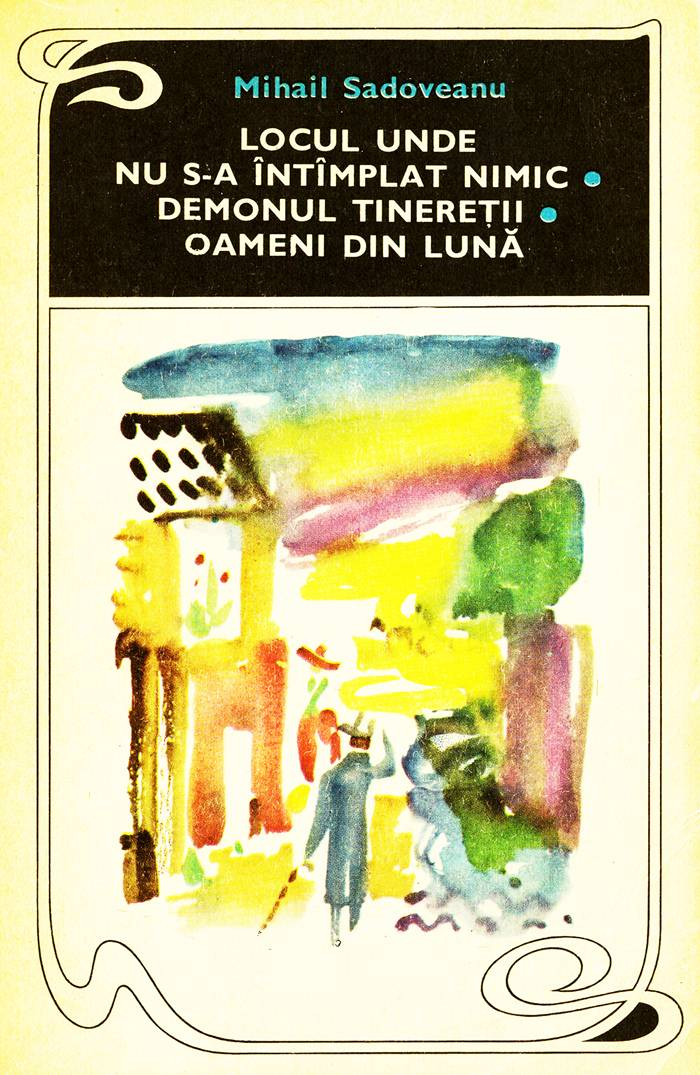 Mihail Sadoveanu
LOCUL UNDE
NU S-A ÎNTÎMPLAT NIMIC •
DEMONUL TINEREȚII •
OAMENI DIN LUNĂ